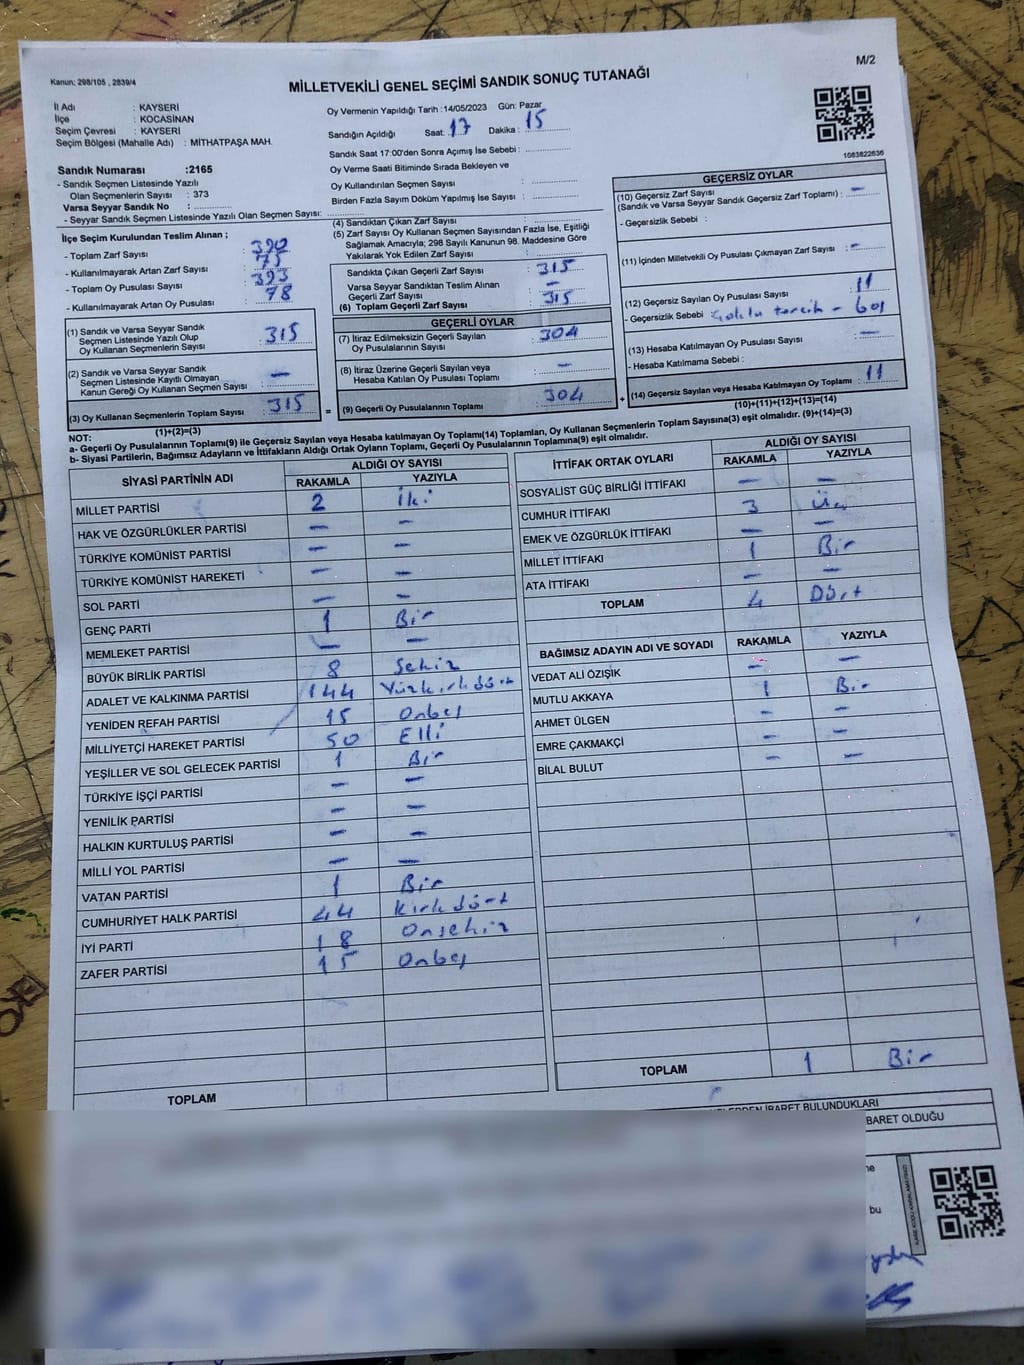 Kanun: 298/105 , 2839/4
M/2
MİLLETVEKİLİ GENEL SEÇİMİ SANDIK SONUÇ TUTANAĞI
İl Adı : KAYSERİ
İlçe : KOCASİNAN
Seçim Çevresi : KAYSERİ
Seçim Bölgesi (Mahalle Adı) : MİTHATPAŞA MAH.
Oy Vermenin Yapıldığı Tarih :14/05/2023 Gün: Pazar
Sandığın Açıldığı Saat: 17 Dakika : 15
Sandık Saat 17:00'den Sonra Açımış İse Sebebi :
Oy Verme Saati Bitiminde Sırada Bekleyen ve
Oy Kullandırılan Seçmen Sayısı :
Birden Fazla Sayım Döküm Yapılmış İse Sayısı :
1083822636
Sandık Numarası :2165
- Sandık Seçmen Listesinde Yazılı
Olan Seçmenlerin Sayısı : 373
Varsa Seyyar Sandık No :
- Seyyar Sandık Seçmen Listesinde Yazılı Olan Seçmen Sayısı:
İlçe Seçim Kurulundan Teslim Alınan ;
- Toplam Zarf Sayısı : 390
- Kullanılmayarak Artan Zarf Sayısı : 75
- Toplam Oy Pusulası Sayısı : 393
- Kullanılmayarak Artan Oy Pusulası : 78
(1) Sandık ve Varsa Seyyar Sandık
Seçmen Listesinde Yazılı Olup
Oy Kullanan Seçmenlerin Sayısı : 315
(2) Sandık ve Varsa Seyyar Sandık
Seçmen Listesinde Kayıtlı Olmayan
Kanun Gereği Oy Kullanan Seçmen Sayısı : —
(3) Oy Kullanan Seçmenlerin Toplam Sayısı : 315
(1)+(2)=(3)
(4) Sandıktan Çıkan Zarf Sayısı :
(5) Zarf Sayısı Oy Kullanan Seçmen Sayısından Fazla İse, Eşitliği
Sağlamak Amacıyla; 298 Sayılı Kanunun 98. Maddesine Göre
Yakılarak Yok Edilen Zarf Sayısı :
Sandıkta Çıkan Geçerli Zarf Sayısı : 315
Varsa Seyyar Sandıktan Teslim Alınan
Geçerli Zarf Sayısı : —
(6) Toplam Geçerli Zarf Sayısı : 315
GEÇERLİ OYLAR
(7) İtiraz Edilmeksizin Geçerli Sayılan
Oy Pusulalarının Sayısı : 304
(8) İtiraz Üzerine Geçerli Sayılan veya
Hesaba Katılan Oy Pusulası Toplamı : —
= (9) Geçerli Oy Pusulalarının Toplamı : 304
GEÇERSİZ OYLAR
(10) Geçersiz Zarf Sayısı : —
(Sandık ve Varsa Seyyar Sandık Geçersiz Zarf Toplamı)
- Geçersizlik Sebebi :
(11) İçinden Milletvekili Oy Pusulası Çıkmayan Zarf Sayısı : —
(12) Geçersiz Sayılan Oy Pusulası Sayısı : 11
- Geçersizlik Sebebi : tercih - boş
(13) Hesaba Katılmayan Oy Pusulası Sayısı : —
- Hesaba Katılmama Sebebi :
+ (14) Geçersiz Sayılan veya Hesaba Katılmayan Oy Toplamı : 11
(10)+(11)+(12)+(13)=(14)
NOT:
a- Geçerli Oy Pusulalarının Toplamı(9) ile Geçersiz Sayılan veya Hesaba katılmayan Oy Toplamı(14) Toplamları, Oy Kullanan Seçmenlerin Toplam Sayısına(3) eşit olmalıdır. (9)+(14)=(3)
b- Siyasi Partilerin, Bağımsız Adayların ve İttifakların Aldığı Ortak Oyların Toplamı, Geçerli Oy Pusulalarının Toplamına(9) eşit olmalıdır.
SİYASİ PARTİNİN ADI
ALDIĞI OY SAYISI
RAKAMLA YAZIYLA
MİLLET PARTİSİ 2 İki
HAK VE ÖZGÜRLÜKLER PARTİSİ — —
TÜRKİYE KOMÜNİST PARTİSİ — —
TÜRKİYE KOMÜNİST HAREKETİ — —
SOL PARTİ — —
GENÇ PARTİ 1 Bir
MEMLEKET PARTİSİ — —
BÜYÜK BİRLİK PARTİSİ 8 Sekiz
ADALET VE KALKINMA PARTİSİ 144 Yüzkırkdört
YENİDEN REFAH PARTİSİ 15 Onbeş
MİLLİYETÇİ HAREKET PARTİSİ 50 Elli
YEŞİLLER VE SOL GELECEK PARTİSİ 1 Bir
TÜRKİYE İŞÇİ PARTİSİ — —
YENİLİK PARTİSİ — —
HALKIN KURTULUŞ PARTİSİ — —
MİLLİ YOL PARTİSİ — —
VATAN PARTİSİ 1 Bir
CUMHURİYET HALK PARTİSİ 44 Kırkdört
İYİ PARTİ 18 Onsekiz
ZAFER PARTİSİ 15 Onbeş
TOPLAM
İTTİFAK ORTAK OYLARI
ALDIĞI OY SAYISI
RAKAMLA YAZIYLA
SOSYALİST GÜÇ BİRLİĞİ İTTİFAKI — —
CUMHUR İTTİFAKI 3 Üç
EMEK VE ÖZGÜRLÜK İTTİFAKI — —
MİLLET İTTİFAKI 1 Bir
ATA İTTİFAKI — —
TOPLAM 4 Dört
BAĞIMSIZ ADAYIN ADI VE SOYADI RAKAMLA YAZIYLA
VEDAT ALİ ÖZIŞIK — —
MUTLU AKKAYA 1 Bir
AHMET ÜLGEN — —
EMRE ÇAKMAKÇİ — —
BİLAL BULUT — —
TOPLAM 1 Bir
İBARET BULUNDUKLARI
BARET OLDUĞU
bu